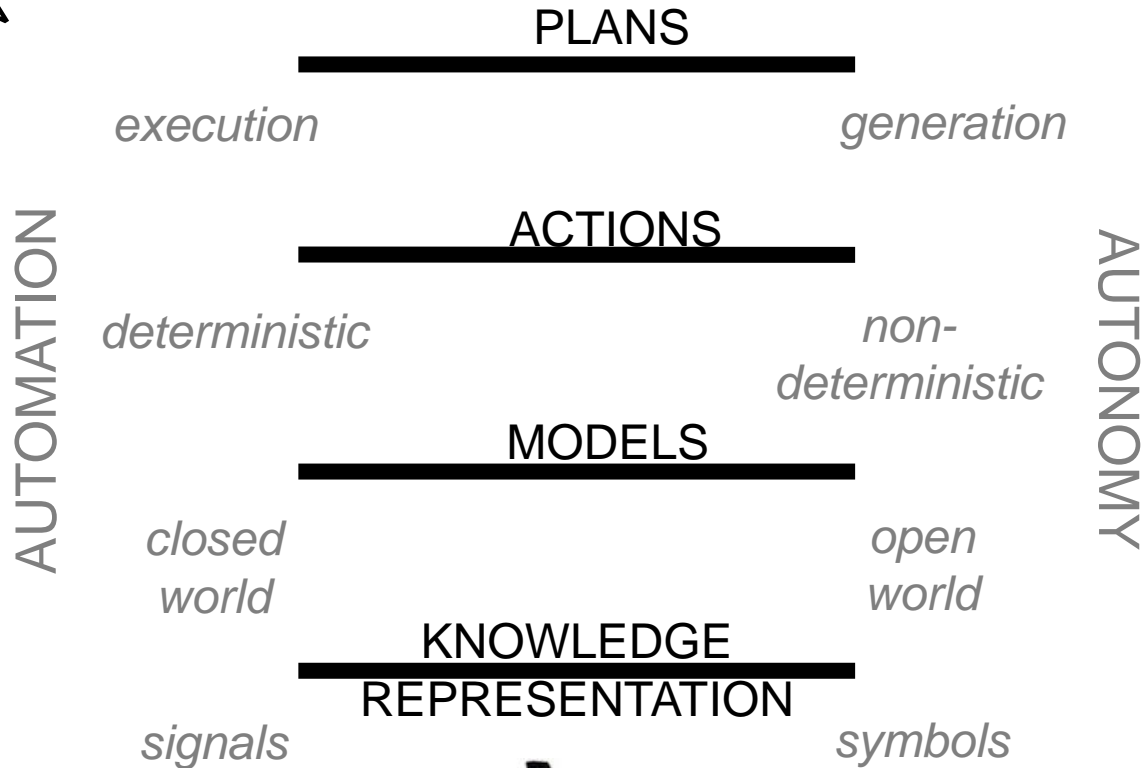 PLANS
execution
generation
ACTIONS
AUTOMATION
AUTONOMY
deterministic
non-
deterministic
MODELS
closed
world
open
world
KNOWLEDGE
REPRESENTATION
signals
symbols